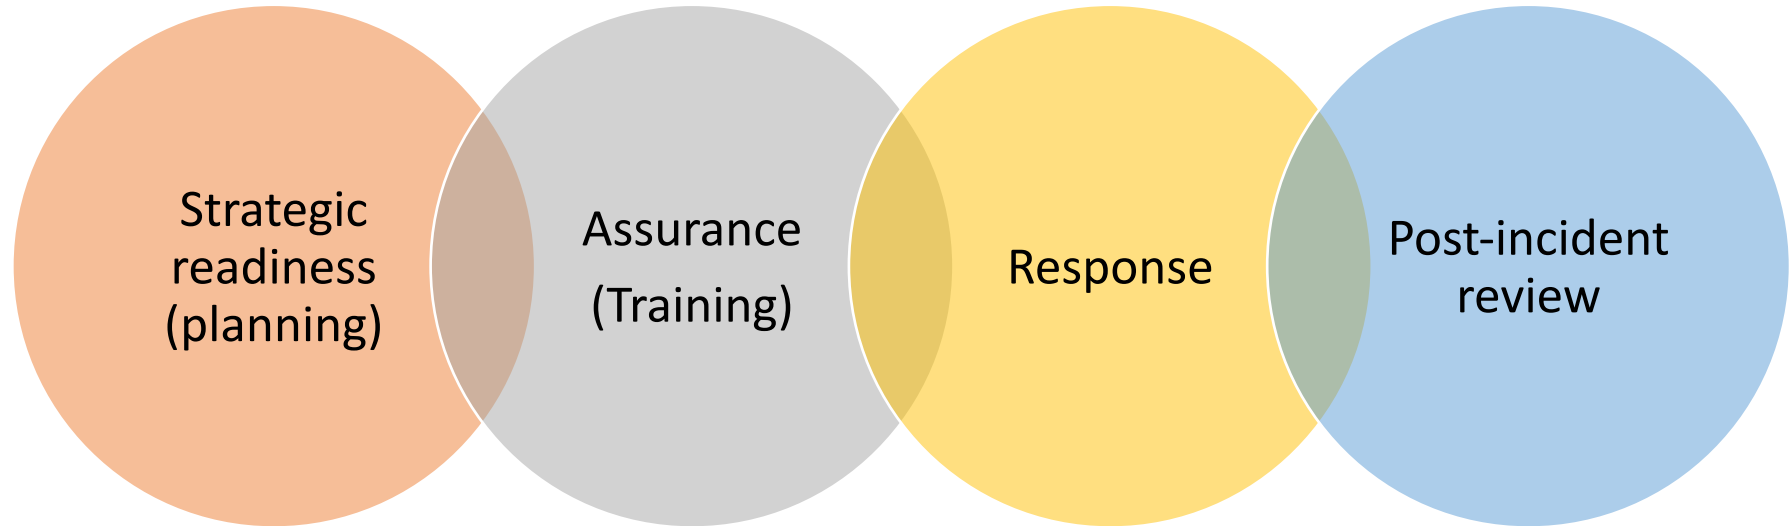 Strategic
readiness
(planning)
Assurance
(Training)
Response
Post-incident
review